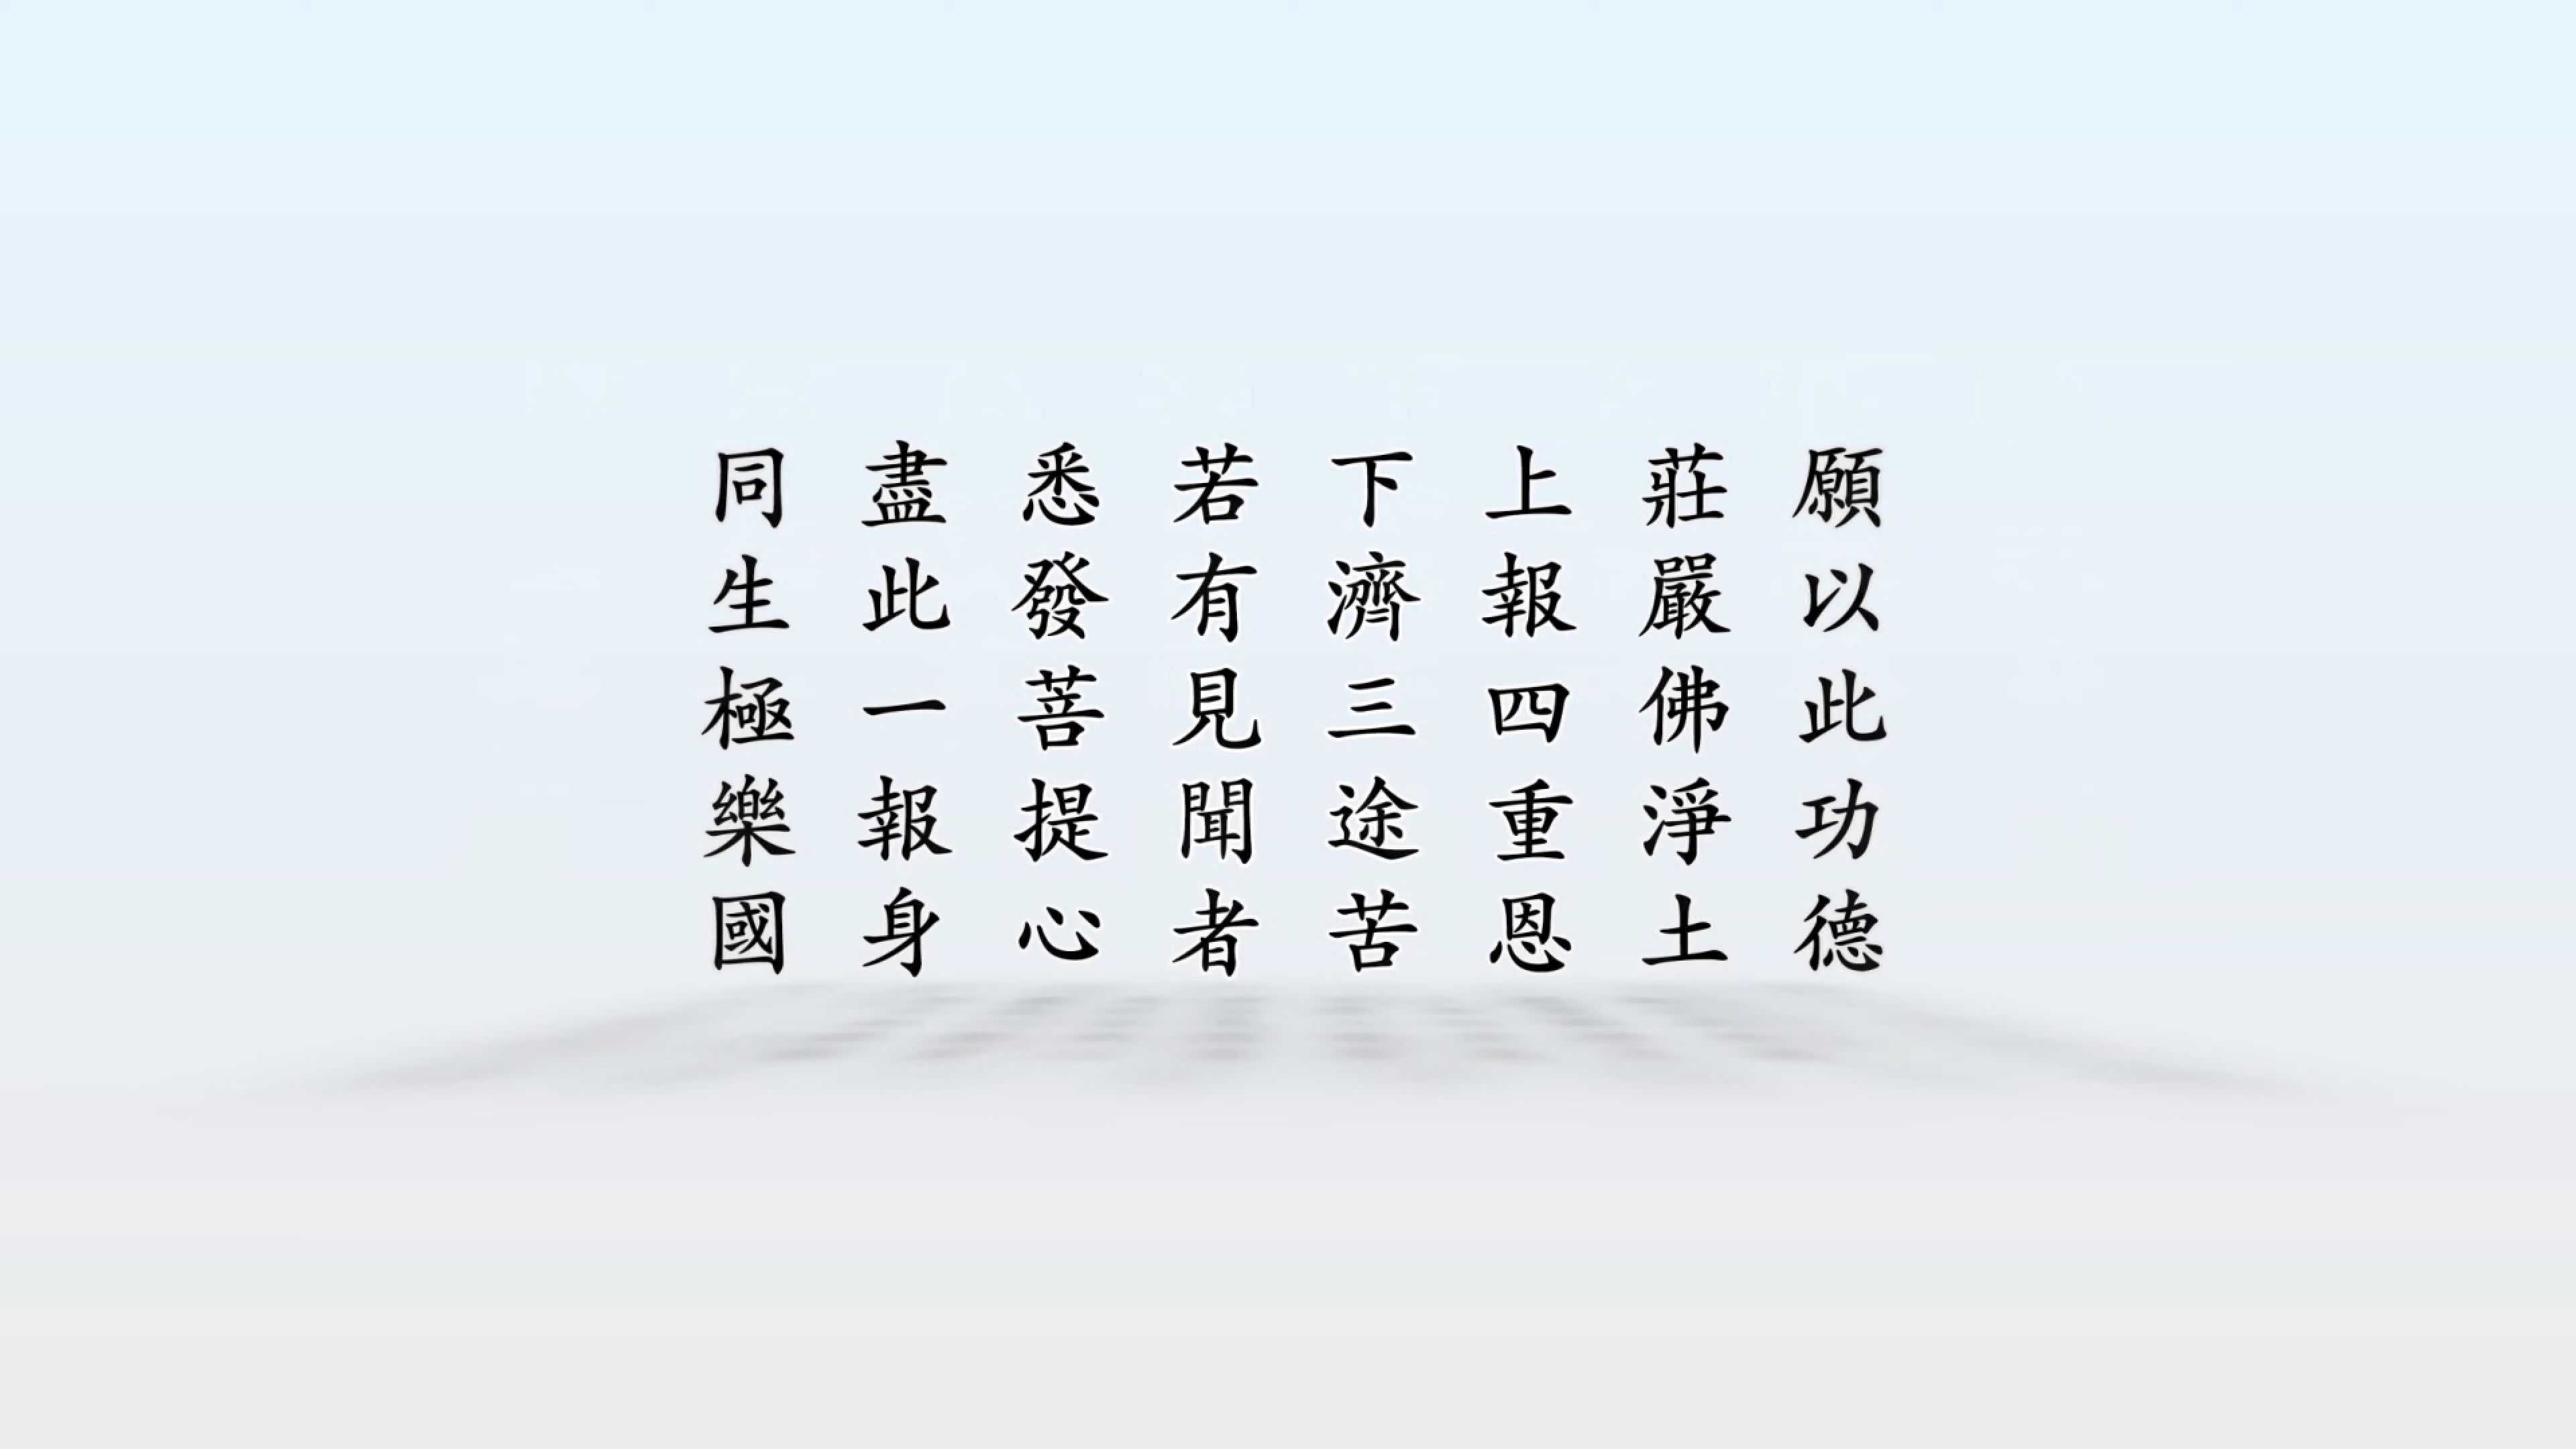 願以此功德
莊嚴佛淨土
上報四重恩
下濟三途苦
若有見聞者
悉發菩提心
盡此一報身
同生極樂國